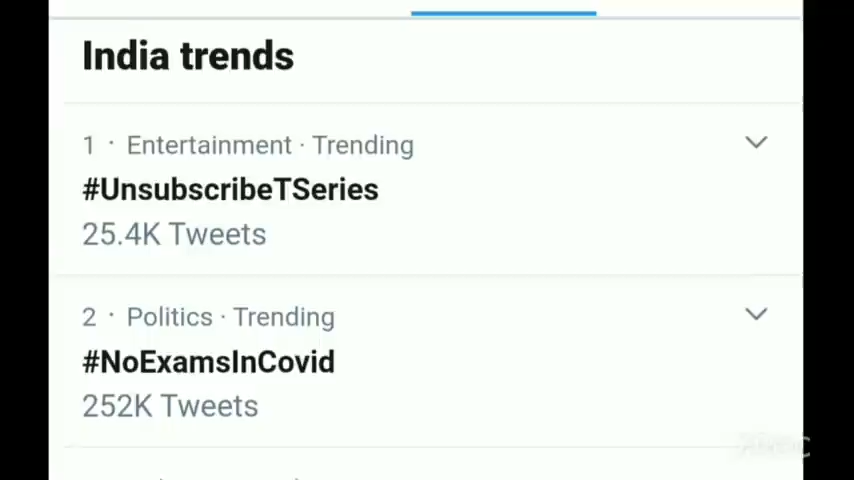 India trends
1 · Entertainment · Trending
#UnsubscribeTSeries
25.4K Tweets
2 · Politics · Trending
#NoExamsInCovid
252K Tweets